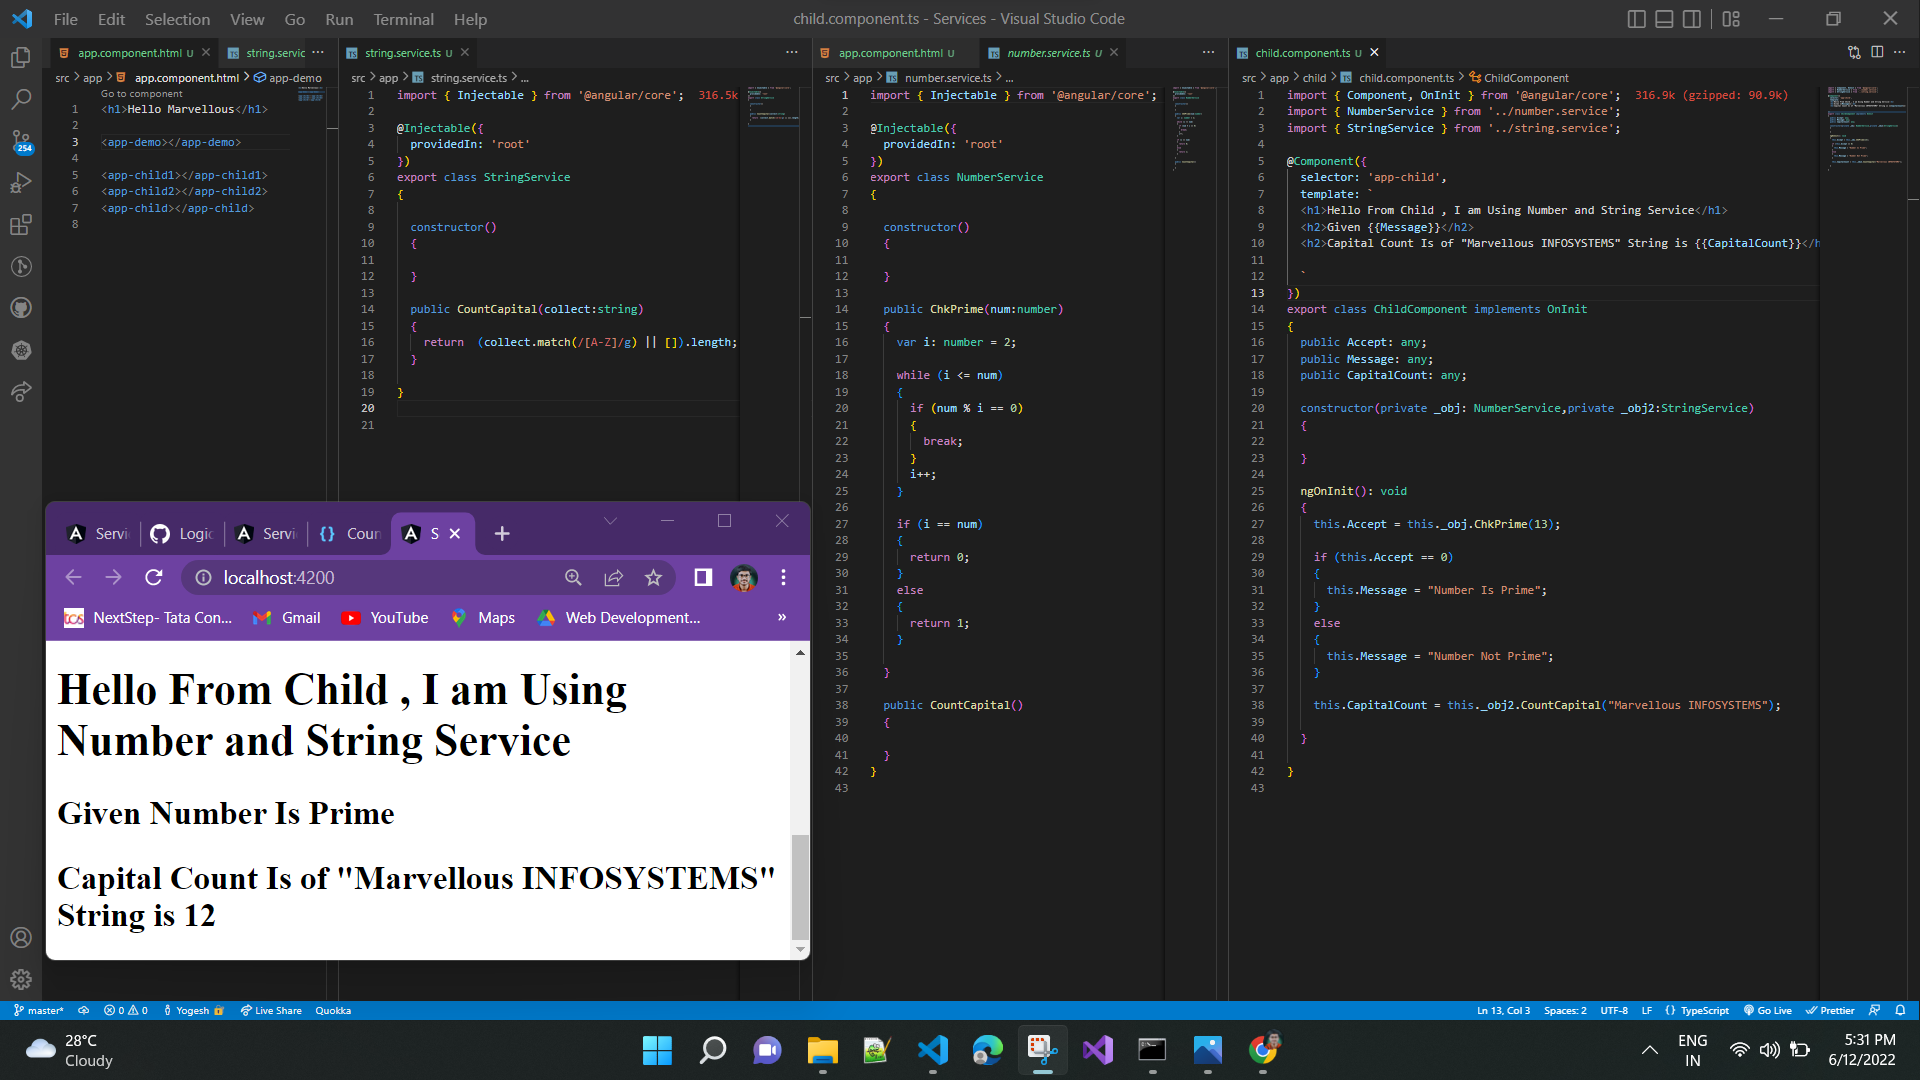 File Edit Selection View Go Run Terminal Help
child.component.ts - Services - Visual Studio Code
app.component.html U
string.servic
src > app > app.component.html > app-demo
Go to component
1 <h1>Hello Marvellous</h1>
2
3 <app-demo></app-demo>
4
5 <app-child1></app-child1>
6 <app-child2></app-child2>
7 <app-child></app-child>
8
254
string.service.ts U
src > app > string.service.ts > ...
1 import { Injectable } from '@angular/core'; 316.5k
2
3 @Injectable({
4 providedIn: 'root'
5 })
6 export class StringService
7 {
8
9 constructor()
10 {
11
12 }
13
14 public CountCapital(collect:string)
15 {
16 return (collect.match(/[A-Z]/g) || []).length;
17 }
18
19 }
20
21
app.component.html U
number.service.ts U
src > app > number.service.ts > ...
1 import { Injectable } from '@angular/core';
2
3 @Injectable({
4 providedIn: 'root'
5 })
6 export class NumberService
7 {
8
9 constructor()
10 {
11
12 }
13
14 public ChkPrime(num:number)
15 {
16 var i: number = 2;
17
18 while (i <= num)
19 {
20 if (num % i == 0)
21 {
22 break;
23 }
24 i++;
25 }
26
27 if (i == num)
28 {
29 return 0;
30 }
31 else
32 {
33 return 1;
34 }
35
36 }
37
38 public CountCapital()
39 {
40
41 }
42 }
43
child.component.ts U
src > app > child > child.component.ts > ChildComponent
1 import { Component, OnInit } from '@angular/core'; 316.9k (gzipped: 90.9k)
2 import { NumberService } from '../number.service';
3 import { StringService } from '../string.service';
4
5 @Component({
6 selector: 'app-child',
7 template: `
8 <h1>Hello From Child , I am Using Number and String Service</h1>
9 <h2>Given {{Message}}</h2>
10 <h2>Capital Count Is of "Marvellous INFOSYSTEMS" String is {{CapitalCount}}</h
11
12 `
13 })
14 export class ChildComponent implements OnInit
15 {
16 public Accept: any;
17 public Message: any;
18 public CapitalCount: any;
19
20 constructor(private _obj: NumberService,private _obj2:StringService)
21 {
22
23 }
24
25 ngOnInit(): void
26 {
27 this.Accept = this._obj.ChkPrime(13);
28
29 if (this.Accept == 0)
30 {
31 this.Message = "Number Is Prime";
32 }
33 else
34 {
35 this.Message = "Number Not Prime";
36 }
37
38 this.CapitalCount = this._obj2.CountCapital("Marvellous INFOSYSTEMS");
39
40 }
41
42 }
43
Servi Logic Servi Coun S
localhost:4200
NextStep- Tata Con... Gmail YouTube Maps Web Development... »
Hello From Child , I am Using
Number and String Service
Given Number Is Prime
Capital Count Is of "Marvellous INFOSYSTEMS"
String is 12
master* 0 0 Yogesh Live Share Quokka
Ln 13, Col 3 Spaces: 2 UTF-8 LF {} TypeScript Go Live Prettier
28°C
Cloudy
ENG
IN
5:31 PM
6/12/2022